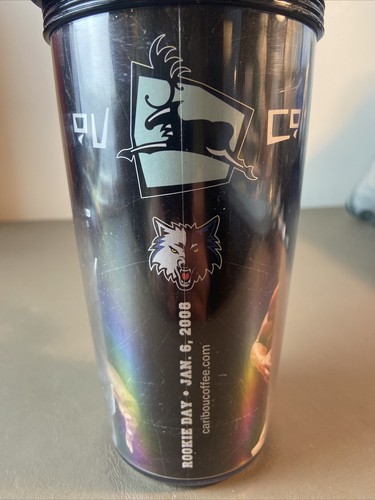 ROOKIE DAY • JAN. 6, 2008
cariboucoffee.com